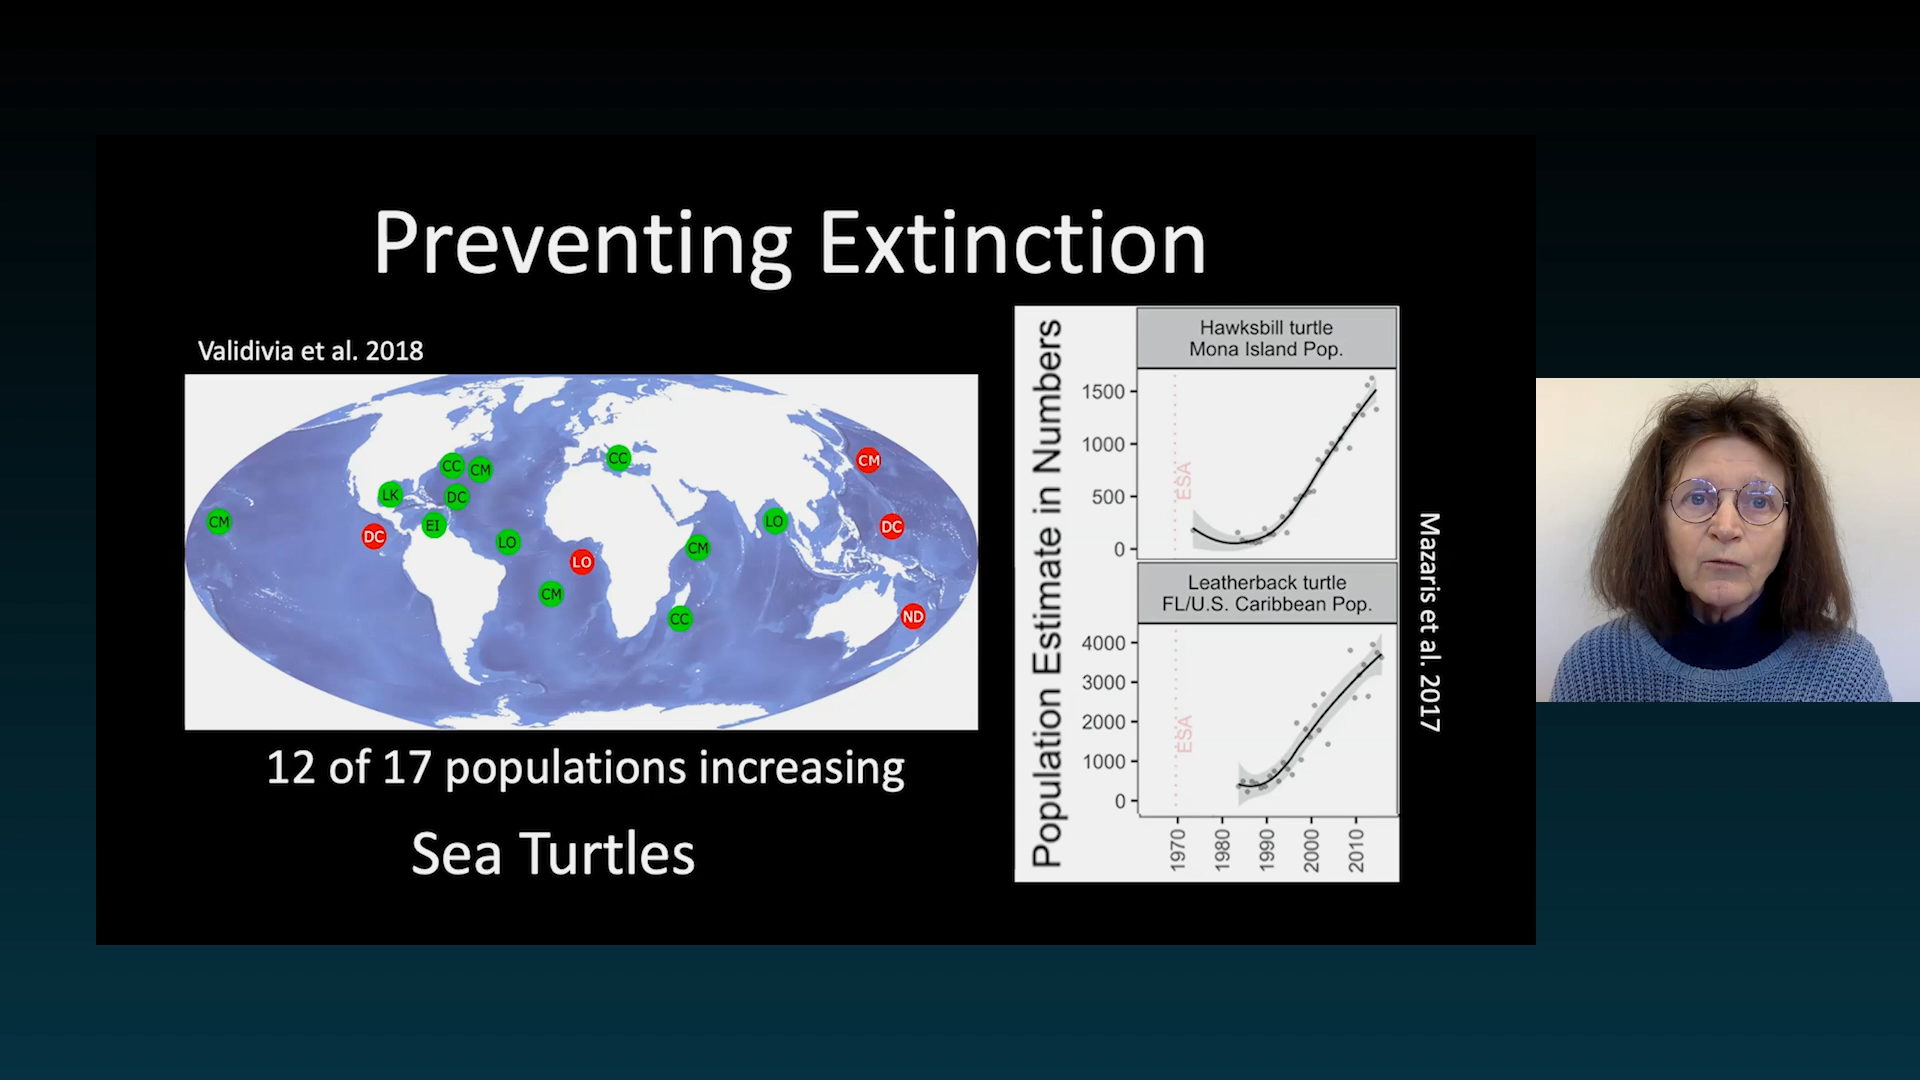 Preventing Extinction
Validivia et al. 2018
CC
CM
CC
CM
LK
DC
CM
EI
DC
LO
DC
LO
LO
CM
CM
CC
ND
12 of 17 populations increasing
Sea Turtles
Population Estimate in Numbers
Hawksbill turtle
Mona Island Pop.
1500
1000
500
0
ESA
Leatherback turtle
FL/U.S. Caribbean Pop.
4000
3000
2000
1000
0
ESA
1970
1980
1990
2000
2010
Mazaris et al. 2017